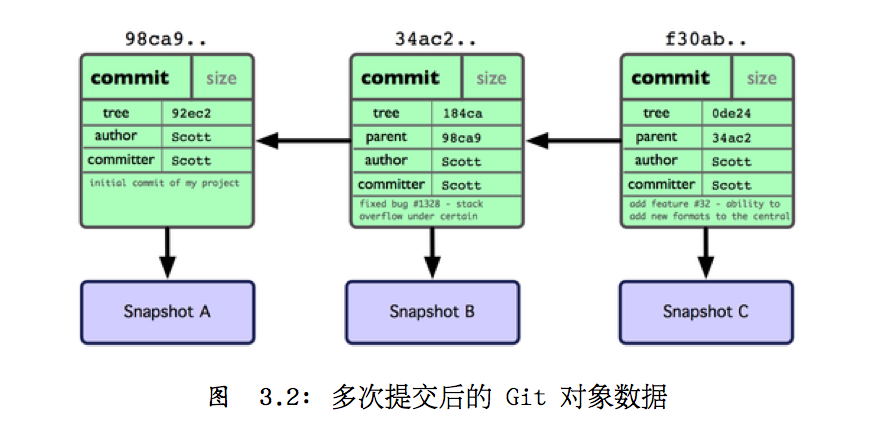 98ca9..
34ac2..
f30ab..
commit size
tree 92ec2
author Scott
committer Scott
initial commit of my project
commit size
tree 184ca
parent 98ca9
author Scott
committer Scott
fixed bug #1328 - stack
overflow under certain
commit size
tree 0de24
parent 34ac2
author Scott
committer Scott
add feature #32 - ability to
add new formats to the central
Snapshot A
Snapshot B
Snapshot C
图 3.2: 多次提交后的 Git 对象数据